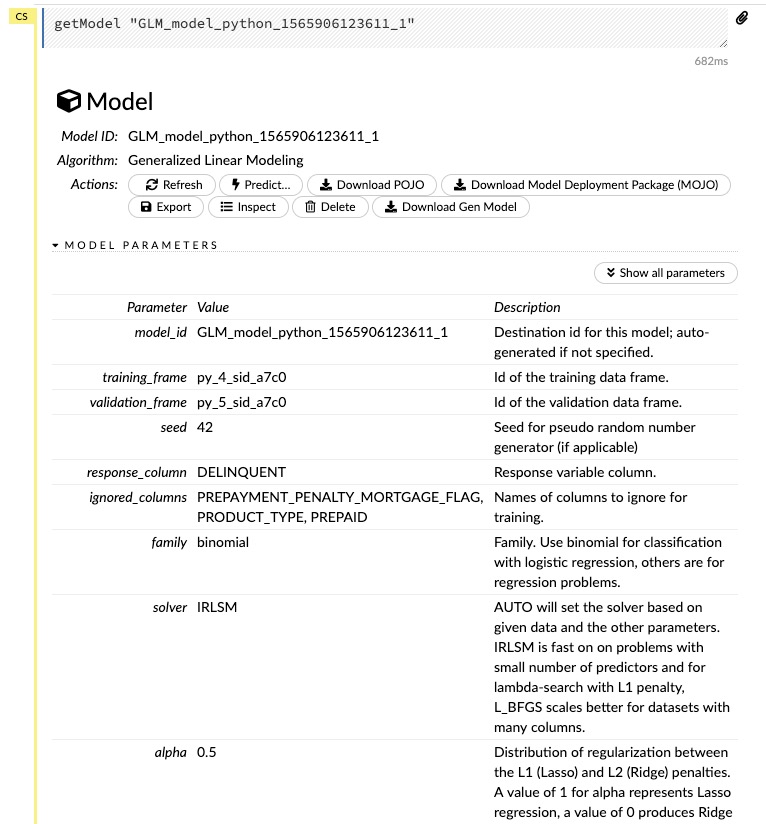 CS
getModel "GLM_model_python_1565906123611_1"
682ms
Model
Model ID: GLM_model_python_1565906123611_1
Algorithm: Generalized Linear Modeling
Actions: Refresh Predict... Download POJO Download Model Deployment Package (MOJO)
Export Inspect Delete Download Gen Model
MODEL PARAMETERS
Show all parameters
Parameter Value Description
model_id GLM_model_python_1565906123611_1 Destination id for this model; auto-
generated if not specified.
training_frame py_4_sid_a7c0 Id of the training data frame.
validation_frame py_5_sid_a7c0 Id of the validation data frame.
seed 42 Seed for pseudo random number
generator (if applicable)
response_column DELINQUENT Response variable column.
ignored_columns PREPAYMENT_PENALTY_MORTGAGE_FLAG, Names of columns to ignore for
PRODUCT_TYPE, PREPAID training.
family binomial Family. Use binomial for classification
with logistic regression, others are for
regression problems.
solver IRLSM AUTO will set the solver based on
given data and the other parameters.
IRLSM is fast on on problems with
small number of predictors and for
lambda-search with L1 penalty,
L_BFGS scales better for datasets with
many columns.
alpha 0.5 Distribution of regularization between
the L1 (Lasso) and L2 (Ridge) penalties.
A value of 1 for alpha represents Lasso
regression, a value of 0 produces Ridge